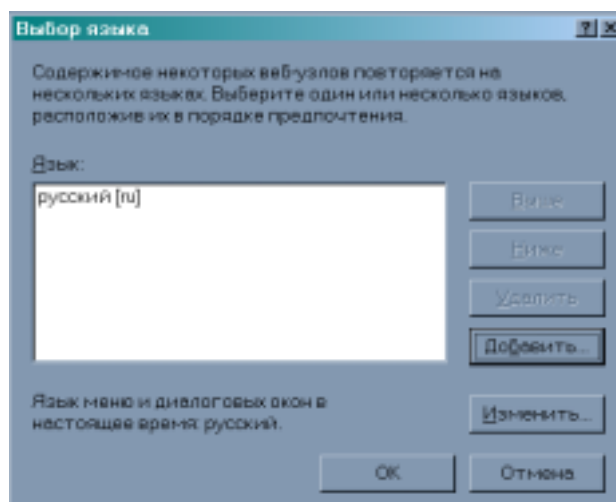 Выбор языка
Содержимое некоторых веб-узлов повторяется на
нескольких языках. Выберите один или несколько языков,
расположив их в порядке предпочтения.
Язык:
русский [ru]
Выше
Ниже
Удалить
Добавить...
Язык меню и диалоговых окон в
настоящее время: русский.
Изменить...
OK
Отмена